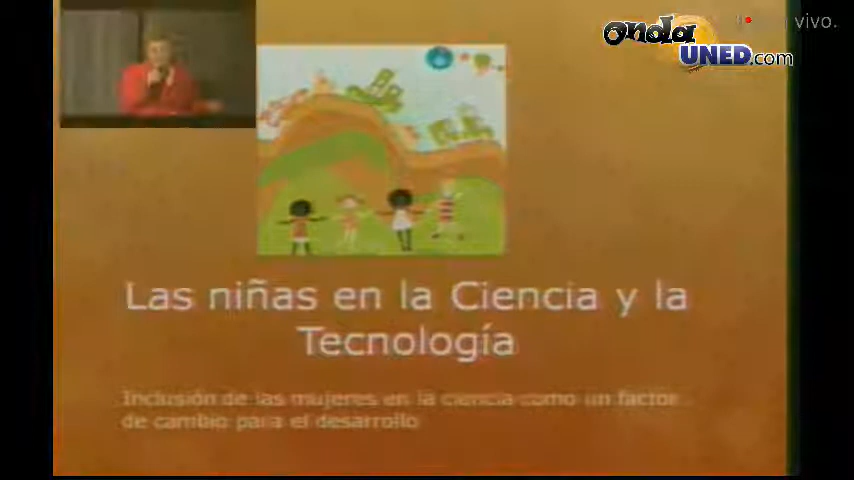 onda
UNED.com
vivo.
Las niñas en la Ciencia y la
Tecnología
Inclusión de las mujeres en la ciencia como un factor
de cambio para el desarrollo